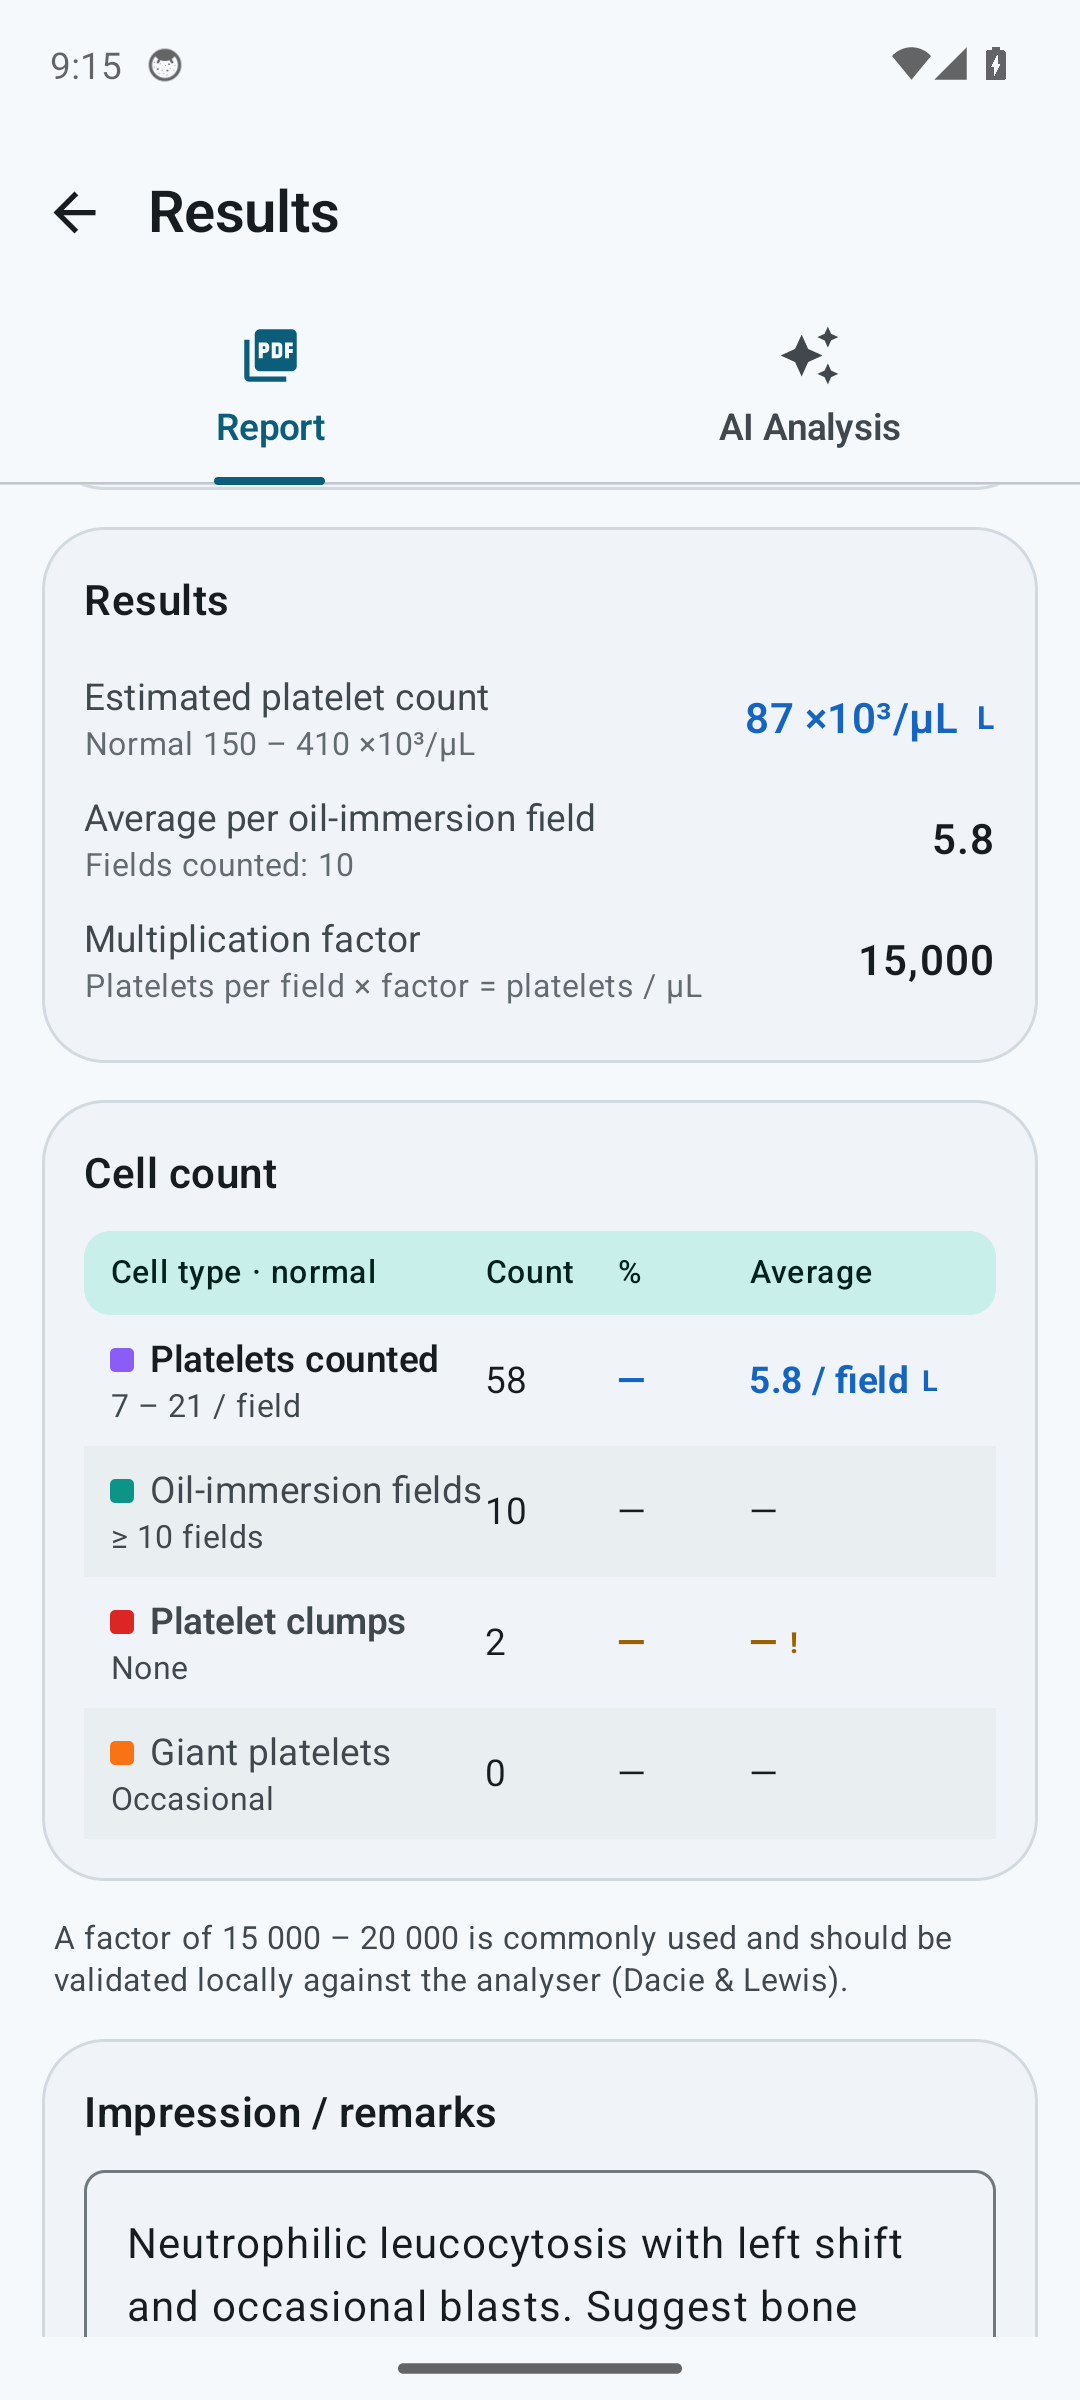 9:15
Results
PDF
Report
AI Analysis
Results
Estimated platelet count
Normal 150 – 410 ×10³/µL
87 ×10³/µL L
Average per oil-immersion field
Fields counted: 10
5.8
Multiplication factor
Platelets per field × factor = platelets / µL
15,000
Cell count
Cell type · normal Count % Average
Platelets counted
7 – 21 / field
58 – 5.8 / field L
Oil-immersion fields
≥ 10 fields
10 – –
Platelet clumps
None
2 – – !
Giant platelets
Occasional
0 – –
A factor of 15 000 – 20 000 is commonly used and should be
validated locally against the analyser (Dacie & Lewis).
Impression / remarks
Neutrophilic leucocytosis with left shift
and occasional blasts. Suggest bone